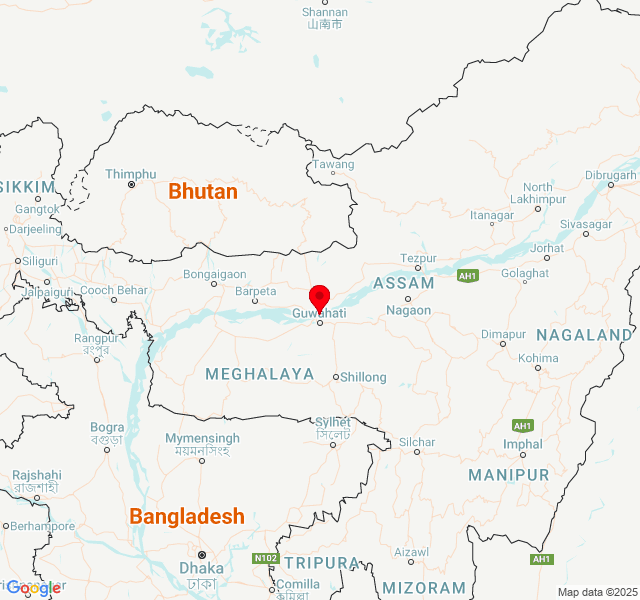 Shannan
山南市
Tawang
Thimphu
Dibrugarh
SIKKIM
Bhutan
North
Lakhimpur
Gangtok
Itanagar
Darjeeling
Sivasagar
Siliguri
Tezpur
Jorhat
Golaghat
AH1
Jalpaiguri
Bongaigaon
ASSAM
Cooch Behar
Barpeta
Nagaon
Guwahati
Rangpur
রংপুর
Dimapur
NAGALAND
Kohima
MEGHALAYA
Shillong
Bogra
বগুড়া
Sylhet
সিলেট
AH1
Mymensingh
ময়মনসিংহ
Silchar
Imphal
Rajshahi
রাজশাহী
MANIPUR
Berhampore
Bangladesh
Dhaka
ঢাকা
N102
TRIPURA
Aizawl
AH1
Comilla
কুমিল্লা
MIZORAM
Google
Map data ©2025